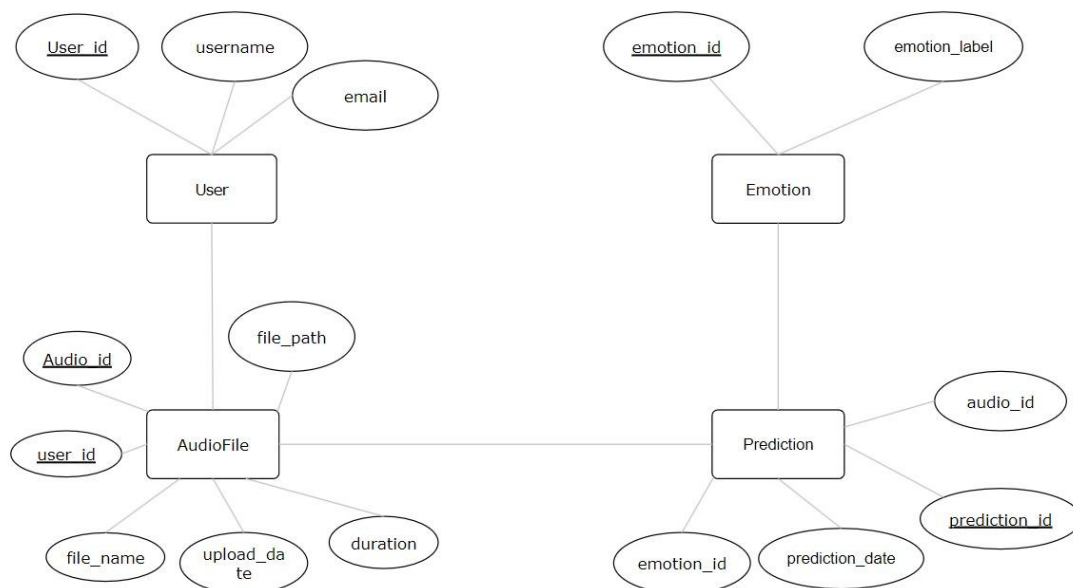 User_id
username
email
emotion_id
emotion_label
User
Emotion
file_path
Audio_id
audio_id
user_id
AudioFile
Prediction
prediction_id
file_name
upload_da
te
duration
emotion_id
prediction_date